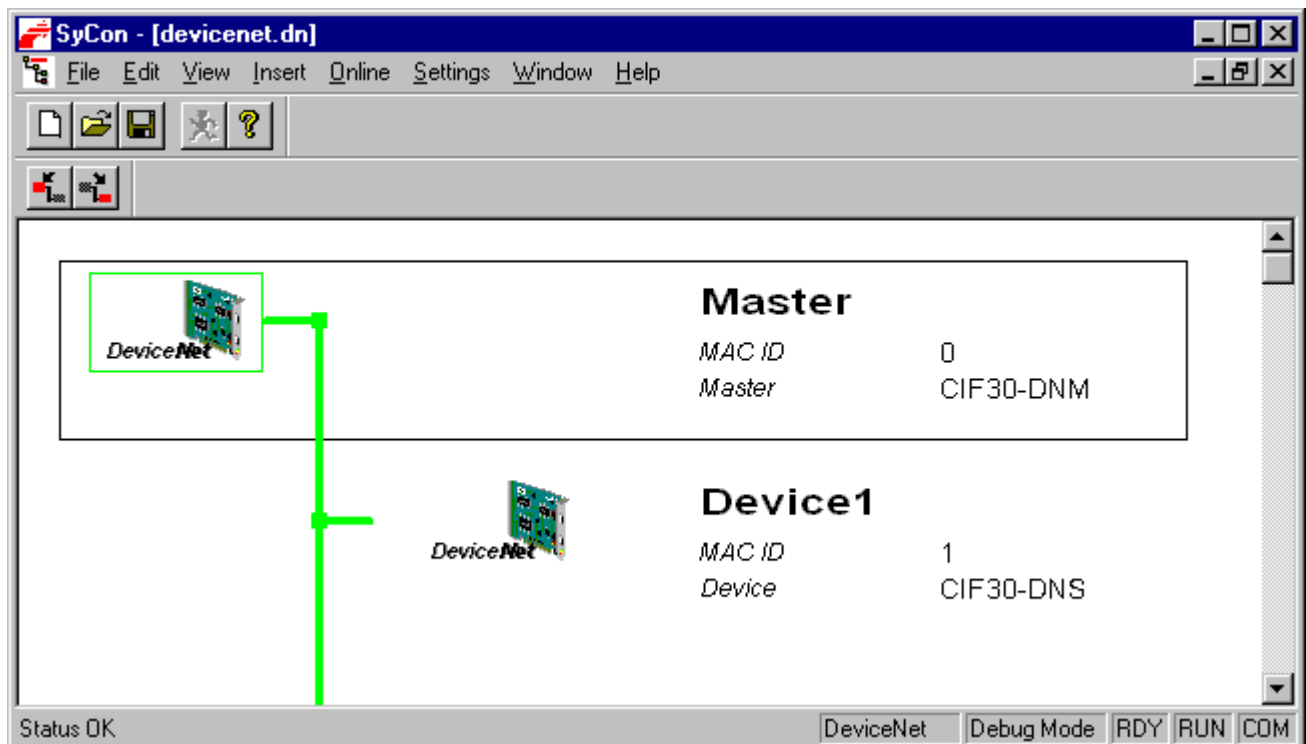 SyCon - [devicenet.dn]
File Edit View Insert Online Settings Window Help
?
Master
DeviceNet MAC ID 0
Master CIF30-DNM
Device1
DeviceNet MAC ID 1
Device CIF30-DNS
Status OK DeviceNet Debug Mode RDY RUN COM